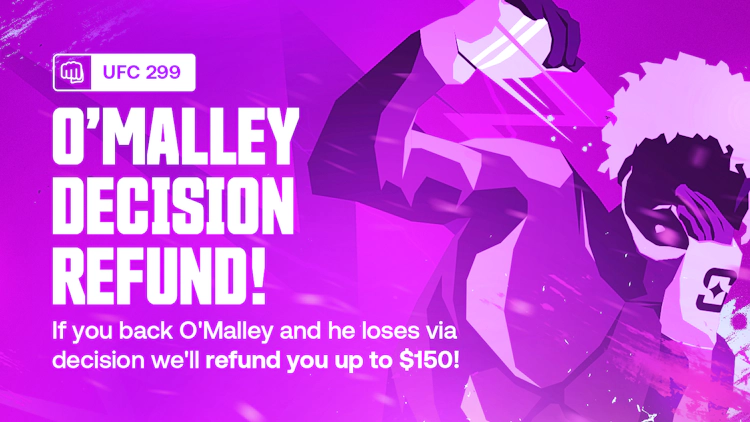 UFC 299
O’MALLEY
DECISION
REFUND!
If you back O'Malley and he loses via
decision we'll refund you up to $150!